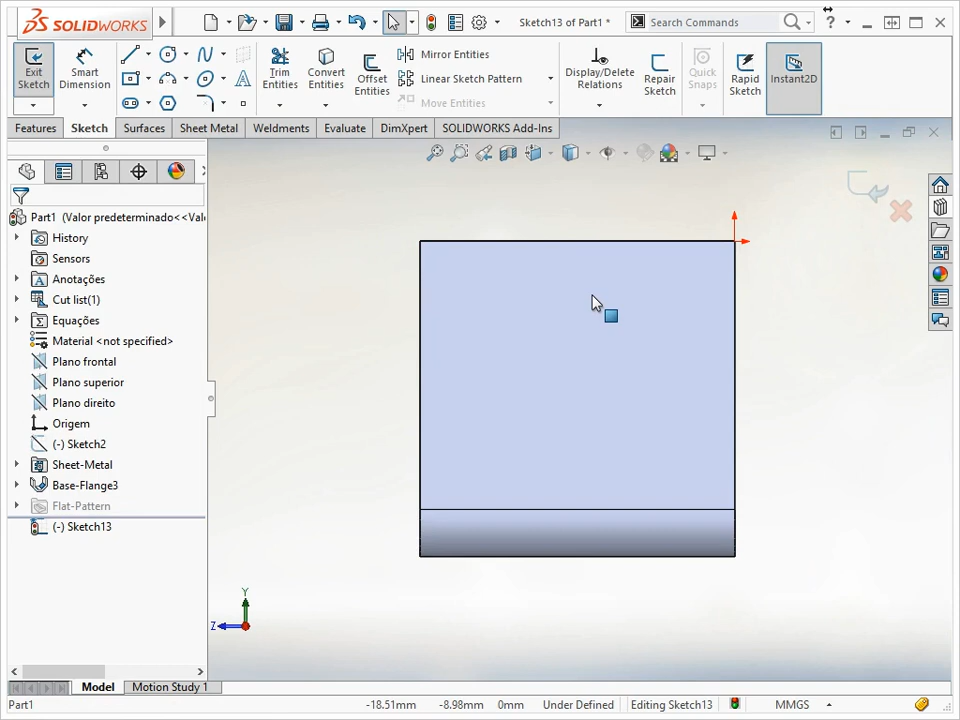 SOLIDWORKS
Sketch13 of Part1 *
Search Commands
Exit Sketch
Smart Dimension
Trim Entities
Convert Entities
Offset Entities
Mirror Entities
Linear Sketch Pattern
Move Entities
Display/Delete Relations
Repair Sketch
Quick Snaps
Rapid Sketch
Instant2D
Features
Sketch
Surfaces
Sheet Metal
Weldments
Evaluate
DimXpert
SOLIDWORKS Add-Ins
Part1 (Valor predeterminado<<Val
History
Sensors
Anotações
Cut list(1)
Equações
Material <not specified>
Plano frontal
Plano superior
Plano direito
Origem
(-) Sketch2
Sheet-Metal
Base-Flange3
Flat-Pattern
(-) Sketch13
Y
Z
Model
Motion Study 1
Part1
-18.51mm
-8.98mm
0mm
Under Defined
Editing Sketch13
MMGS